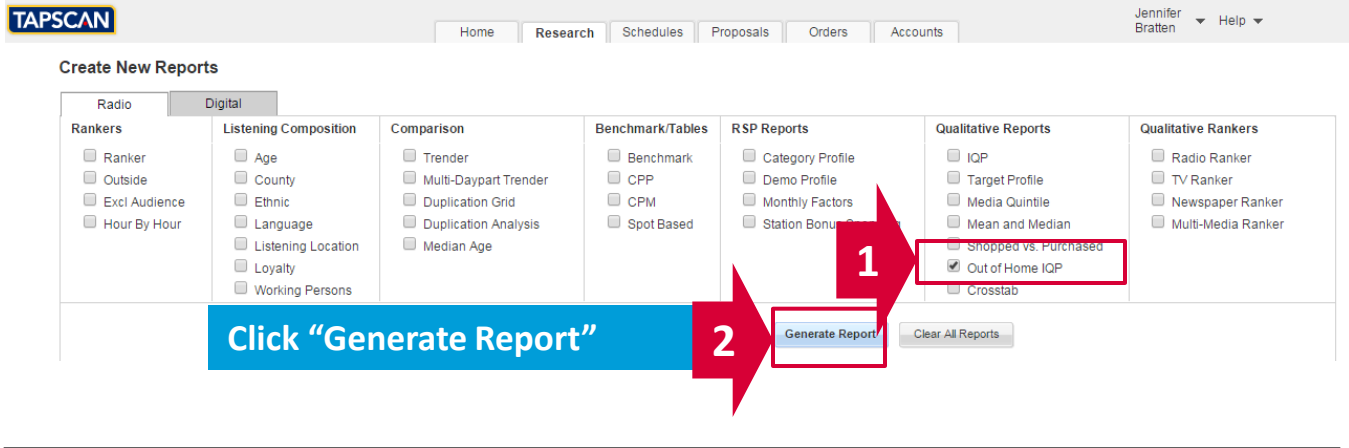 TAPSCAN
Home Research Schedules Proposals Orders Accounts
Jennifer
Bratten
Help
Create New Reports
Radio Digital
Rankers
Ranker
Outside
Excl Audience
Hour By Hour
Listening Composition
Age
County
Ethnic
Language
Listening Location
Loyalty
Working Persons
Comparison
Trender
Multi-Daypart Trender
Duplication Grid
Duplication Analysis
Median Age
Benchmark/Tables
Benchmark
CPP
CPM
Spot Based
RSP Reports
Category Profile
Demo Profile
Monthly Factors
Station Bonus
Qualitative Reports
IQP
Target Profile
Media Quintile
Mean and Median
Shopped vs. Purchased
Out of Home IQP
Crosstab
Qualitative Rankers
Radio Ranker
TV Ranker
Newspaper Ranker
Multi-Media Ranker
1
Click “Generate Report”
2
Generate Report
Clear All Reports